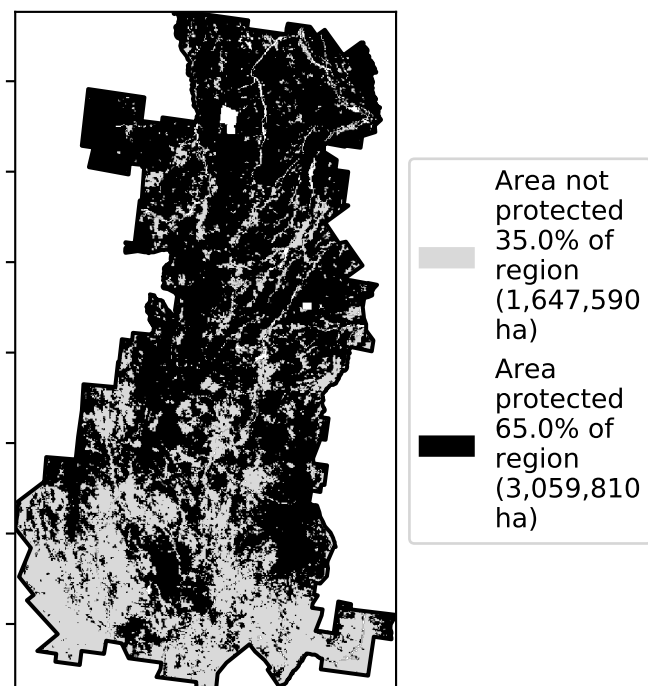 Area not
protected
35.0% of
region
(1,647,590
ha)
Area
protected
65.0% of
region
(3,059,810
ha)